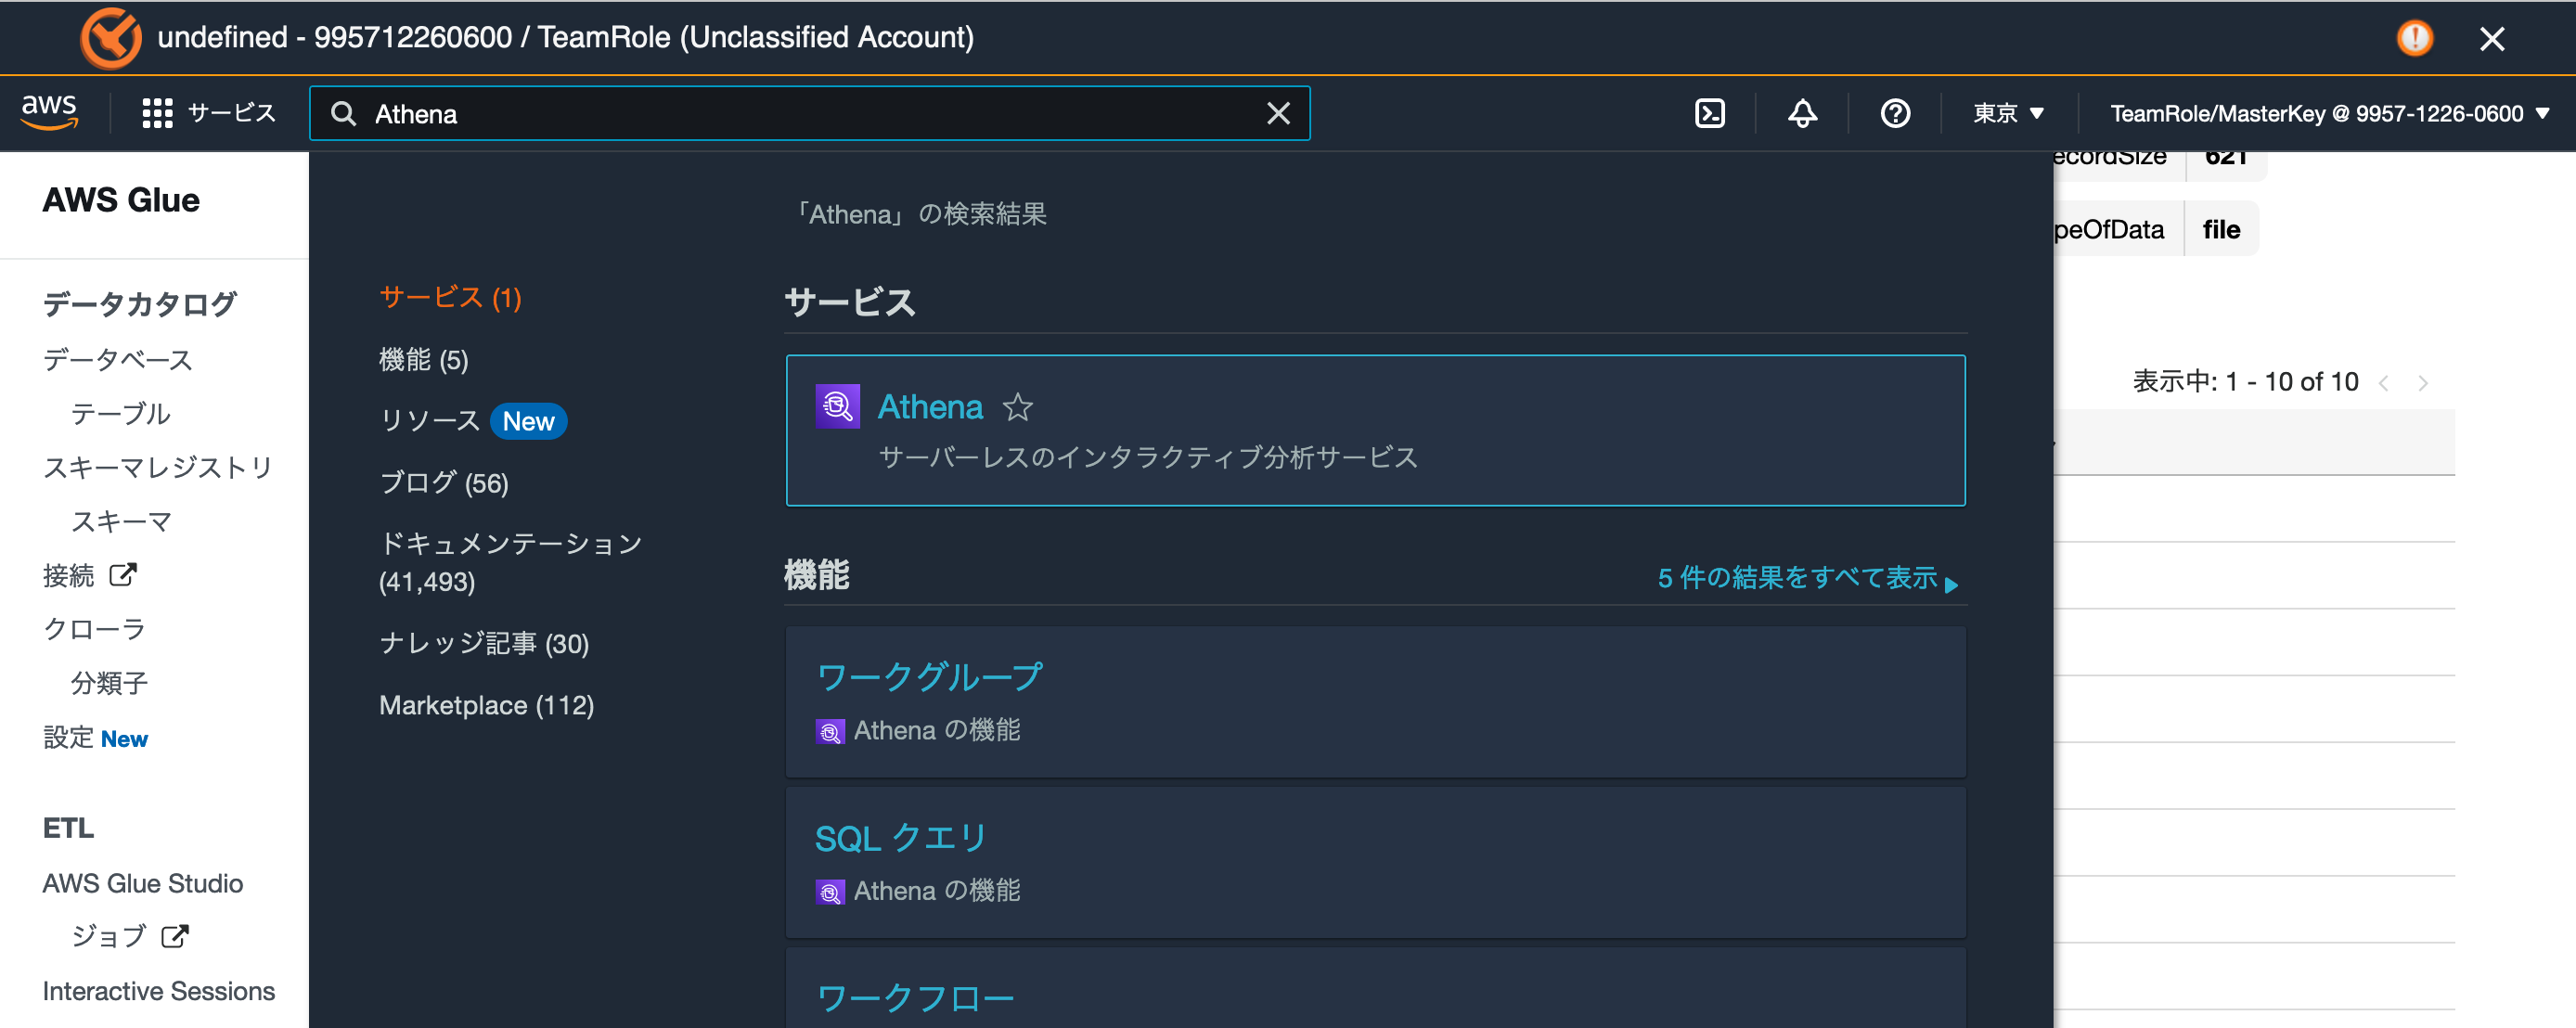 undefined - 995712260600 / TeamRole (Unclassified Account)
aws
サービス
Athena
東京
TeamRole/MasterKey @ 9957-1226-0600
AWS Glue
データカタログ
データベース
テーブル
スキーマレジストリ
スキーマ
接続
クローラ
分類子
設定 New
ETL
AWS Glue Studio
ジョブ
Interactive Sessions
「Athena」の検索結果
サービス (1)
機能 (5)
リソース New
ブログ (56)
ドキュメンテーション
(41,493)
ナレッジ記事 (30)
Marketplace (112)
サービス
Athena
サーバーレスのインタラクティブ分析サービス
機能
5 件の結果をすべて表示
ワークグループ
Athena の機能
SQL クエリ
Athena の機能
ワークフロー
ecordSize 621
peOfData file
表示中: 1 - 10 of 10